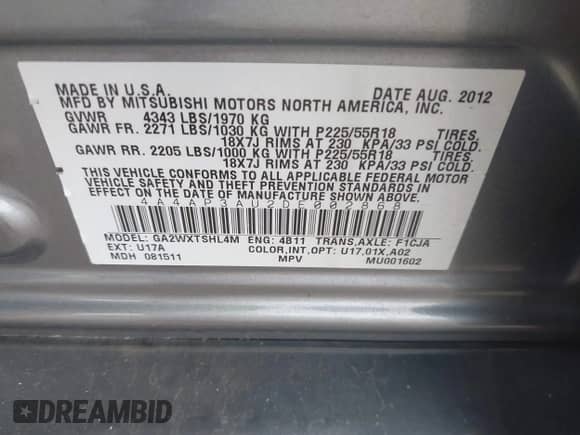 MADE IN U.S.A. DATE AUG. 2012
MFD BY MITSUBISHI MOTORS NORTH AMERICA, INC.
GVWR 4343 LBS/1970 KG
GAWR FR. 2271 LBS/1030 KG WITH P225/55R18 TIRES,
18X7J RIMS AT 230 KPA/33 PSI COLD.
GAWR RR. 2205 LBS/1000 KG WITH P225/55R18 TIRES,
18X7J RIMS AT 230 KPA/33 PSI COLD.
THIS VEHICLE CONFORMS TO ALL APPLICABLE FEDERAL MOTOR
VEHICLE SAFETY AND THEFT PREVENTION STANDARDS IN
EFFECT ON THE DATE OF MANUFACTURE SHOWN ABOVE.
4A4AP3AU2DE002868
MODEL: GA2WXTSHL4M ENG: 4B11 TRANS,AXLE: F1CJA
EXT: U17A COLOR,INT,OPT: U17,01X,A02
MDH 081511 MPV MU001602
DREAMBID